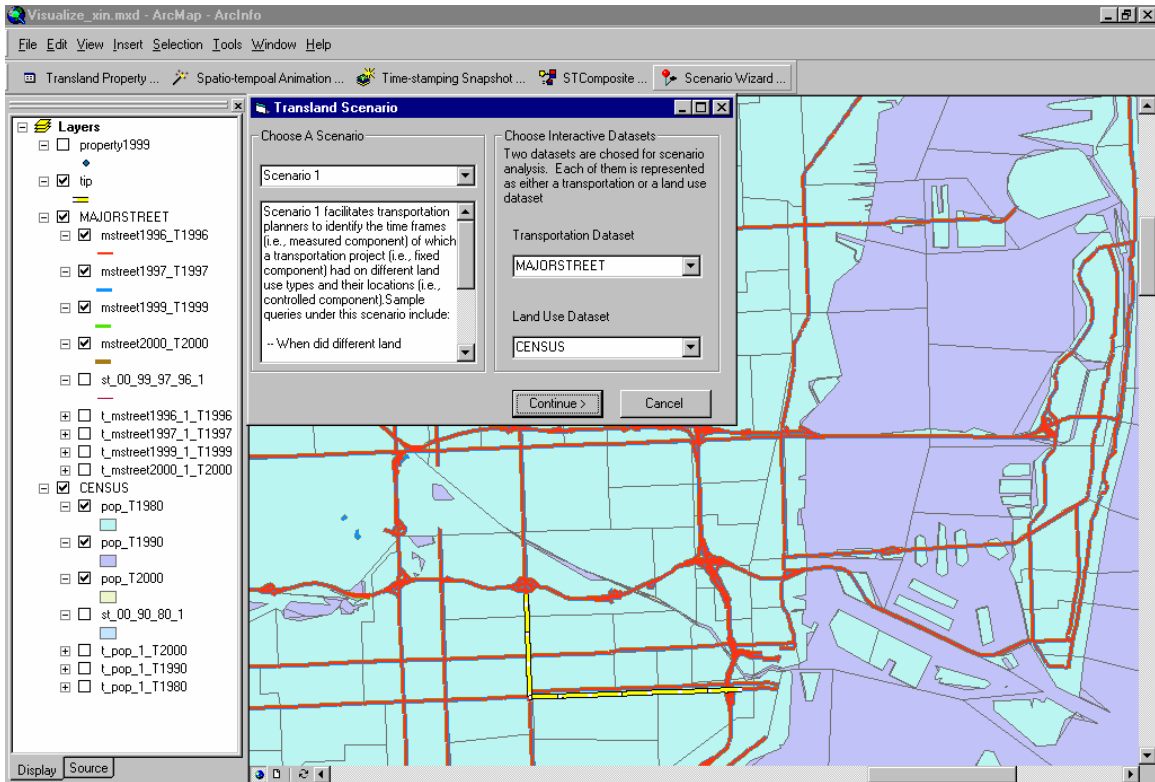 Visualize_xin.mxd - ArcMap - ArcInfo
File Edit View Insert Selection Tools Window Help
Transland Property ... Spatio-tempoal Animation ... Time-stamping Snapshot ... STComposite ... Scenario Wizard ...
Layers
property1999
tip
MAJORSTREET
mstreet1996_T1996
mstreet1997_T1997
mstreet1999_T1999
mstreet2000_T2000
st_00_99_97_96_1
t_mstreet1996_1_T1996
t_mstreet1997_1_T1997
t_mstreet1999_1_T1999
t_mstreet2000_1_T2000
CENSUS
pop_T1980
pop_T1990
pop_T2000
st_00_90_80_1
t_pop_1_T2000
t_pop_1_T1990
t_pop_1_T1980
Display Source
Transland Scenario
Choose A Scenario
Scenario 1
Scenario 1 facilitates transportation
planners to identify the time frames
(i.e., measured component) of which
a transportation project (i.e., fixed
component) had on different land
use types and their locations (i.e.,
controlled component).Sample
queries under this scenario include:
-- When did different land
Choose Interactive Datasets
Two datasets are chosed for scenario
analysis. Each of them is represented
as either a transportation or a land use
dataset
Transportation Dataset
MAJORSTREET
Land Use Dataset
CENSUS
Continue >
Cancel